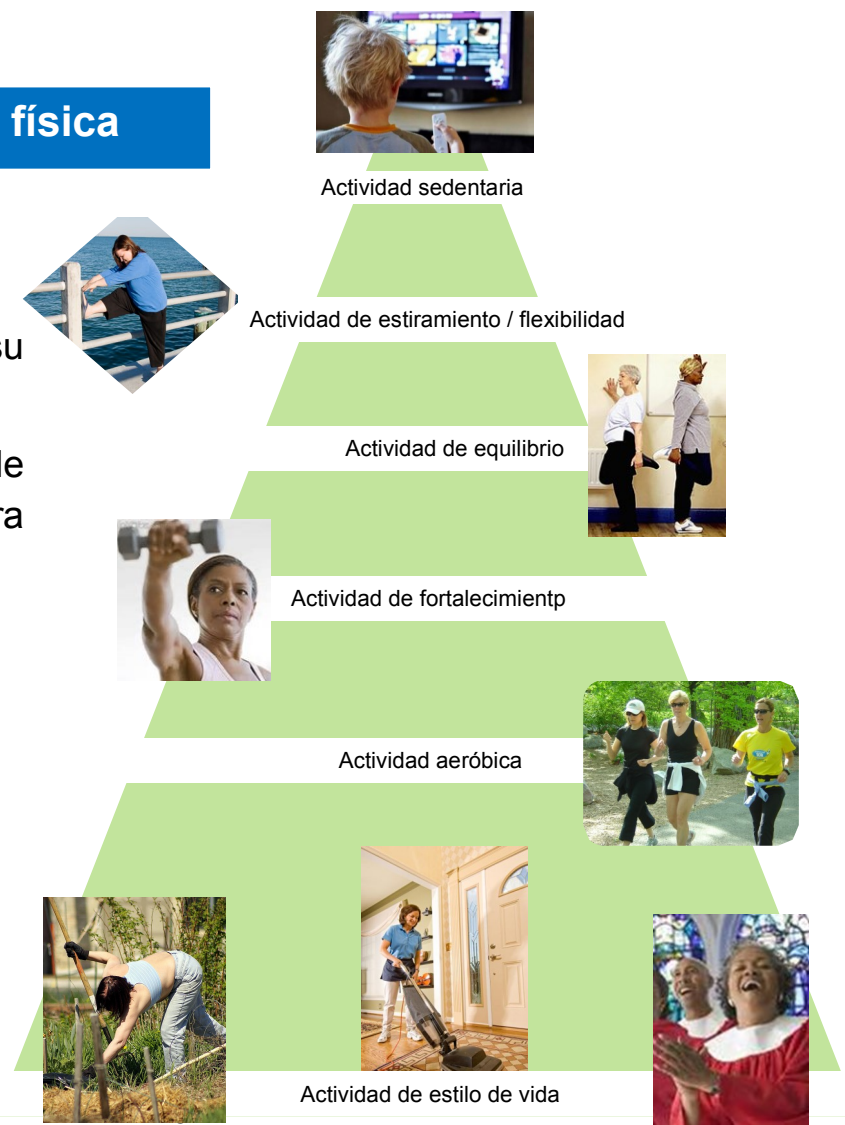 física
Actividad sedentaria
Actividad de estiramiento / flexibilidad
su
Actividad de equilibrio
de
ra
Actividad de fortalecimientp
Actividad aeróbica
Actividad de estilo de vida